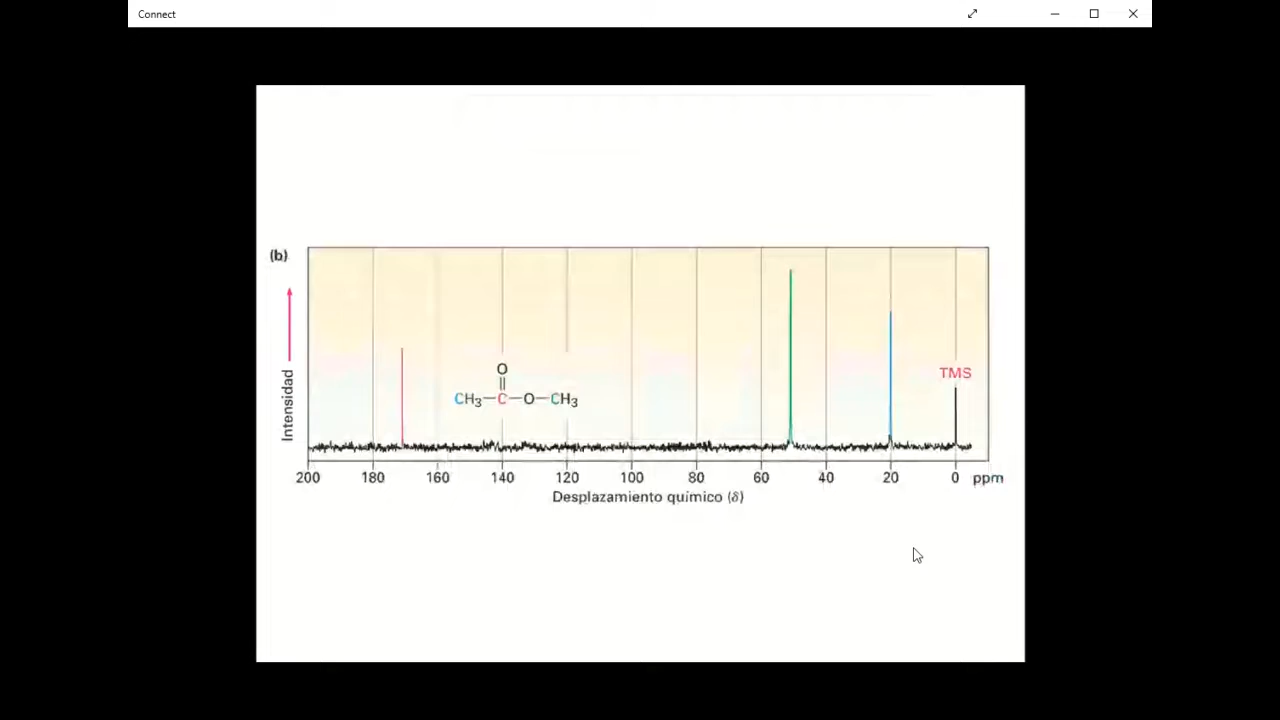 Connect
(b)
Intensidad
O
CH3—C—O—CH3
TMS
200 180 160 140 120 100 80 60 40 20 0 ppm
Desplazamiento químico (δ)